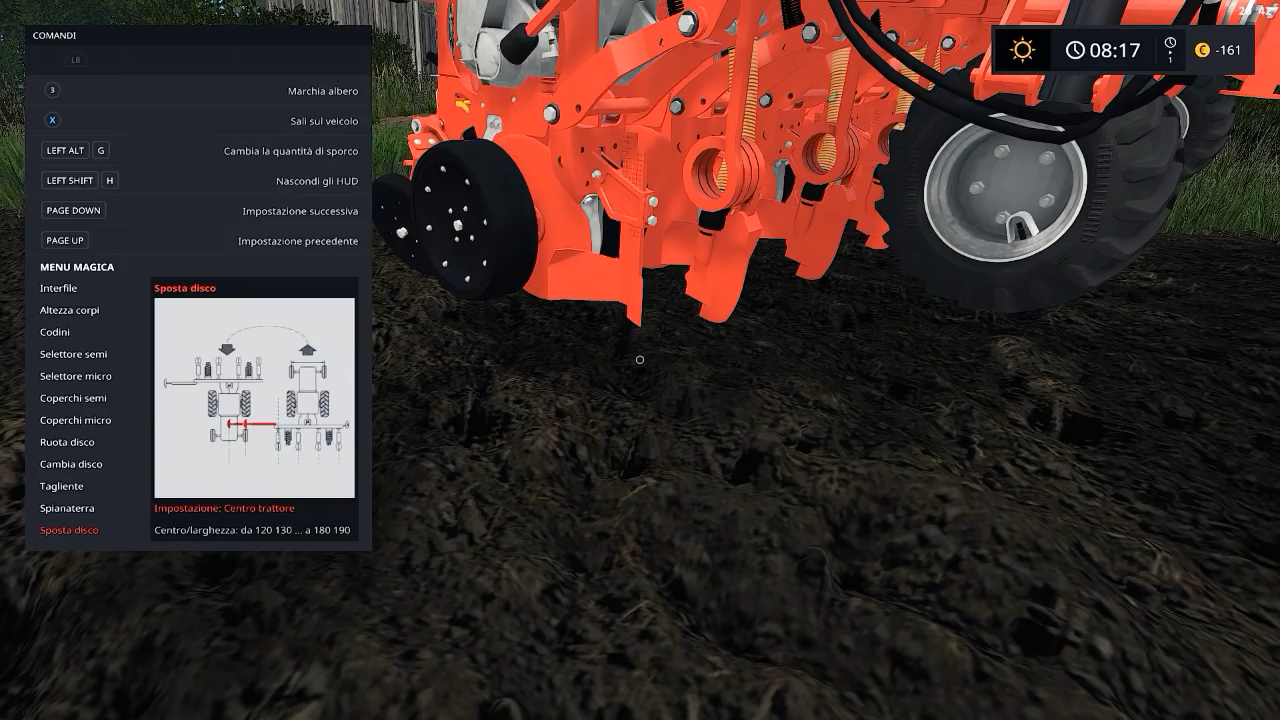 COMANDI
LB
3 Marchia albero
X Sali sul veicolo
LEFT ALT G Cambia la quantità di sporco
LEFT SHIFT H Nascondi gli HUD
PAGE DOWN Impostazione successiva
PAGE UP Impostazione precedente
MENU MAGICA
Interfile
Altezza corpi
Codini
Selettore semi
Selettore micro
Coperchi semi
Coperchi micro
Ruota disco
Cambia disco
Tagliente
Spianaterra
Sposta disco
Sposta disco
Impostazione: Centro trattore
Centro/larghezza: da 120 130 ... a 180 190
08:17
1
-161